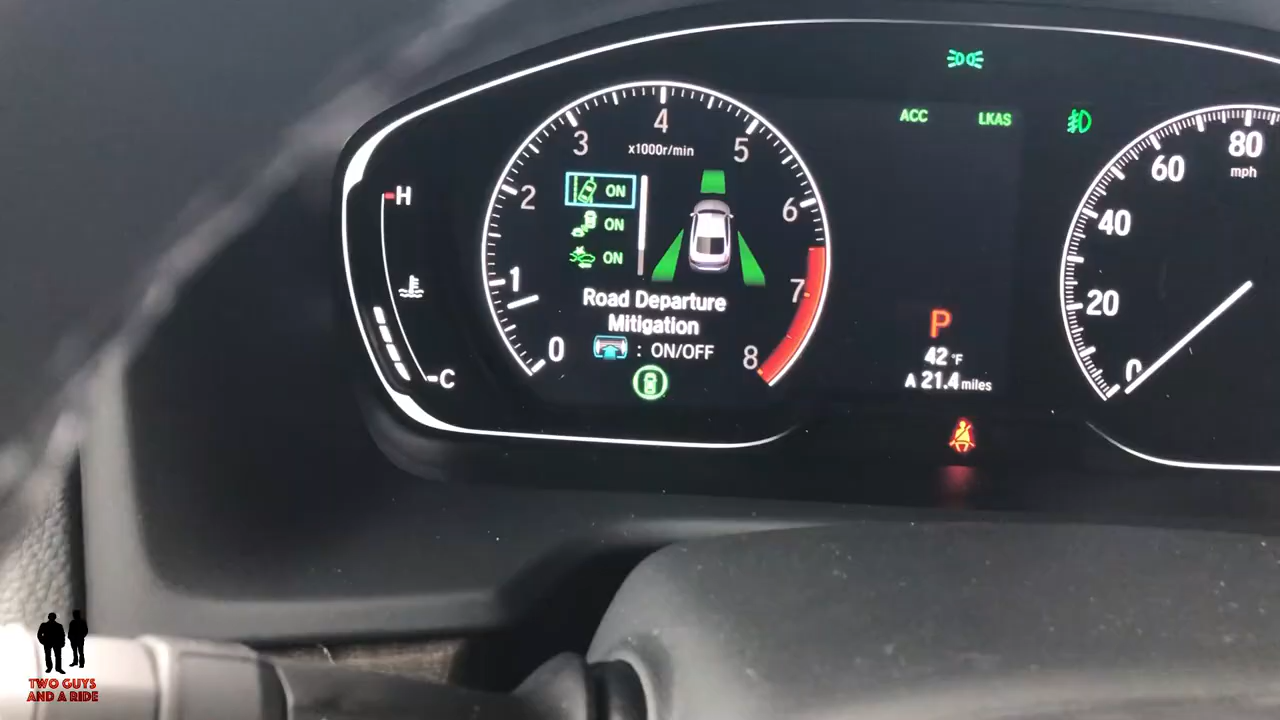 ACC LKAS
H
C
0
1
2
3
4
5
6
7
8
x1000r/min
ON
ON
ON
Road Departure
Mitigation
: ON/OFF
P
42 °F
A 21.4 miles
0
20
40
60
80
mph
TWO GUYS
AND A RIDE